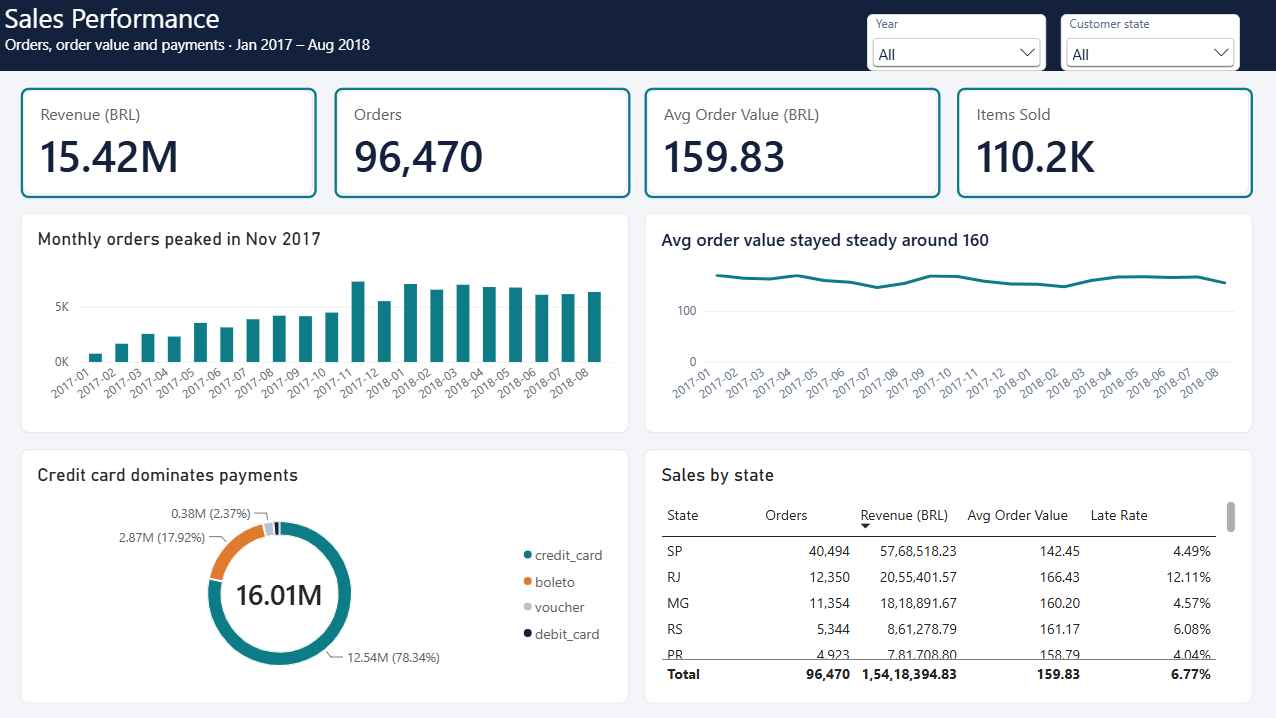 Sales Performance
Orders, order value and payments · Jan 2017 – Aug 2018
Year
All
Customer state
All
Revenue (BRL)
15.42M
Orders
96,470
Avg Order Value (BRL)
159.83
Items Sold
110.2K
Monthly orders peaked in Nov 2017
5K
0K
2017-01 2017-02 2017-03 2017-04 2017-05 2017-06 2017-07 2017-08 2017-09 2017-10 2017-11 2017-12 2018-01 2018-02 2018-03 2018-04 2018-05 2018-06 2018-07 2018-08
Avg order value stayed steady around 160
100
0
2017-01 2017-02 2017-03 2017-04 2017-05 2017-06 2017-07 2017-08 2017-09 2017-10 2017-11 2017-12 2018-01 2018-02 2018-03 2018-04 2018-05 2018-06 2018-07 2018-08
Credit card dominates payments
0.38M (2.37%)
2.87M (17.92%)
16.01M
12.54M (78.34%)
credit_card
boleto
voucher
debit_card
Sales by state
State Orders Revenue (BRL) Avg Order Value Late Rate
SP 40,494 57,68,518.23 142.45 4.49%
RJ 12,350 20,55,401.57 166.43 12.11%
MG 11,354 18,18,891.67 160.20 4.57%
RS 5,344 8,61,278.79 161.17 6.08%
PR 4,923 7,81,708.80 158.79 4.04%
Total 96,470 1,54,18,394.83 159.83 6.77%